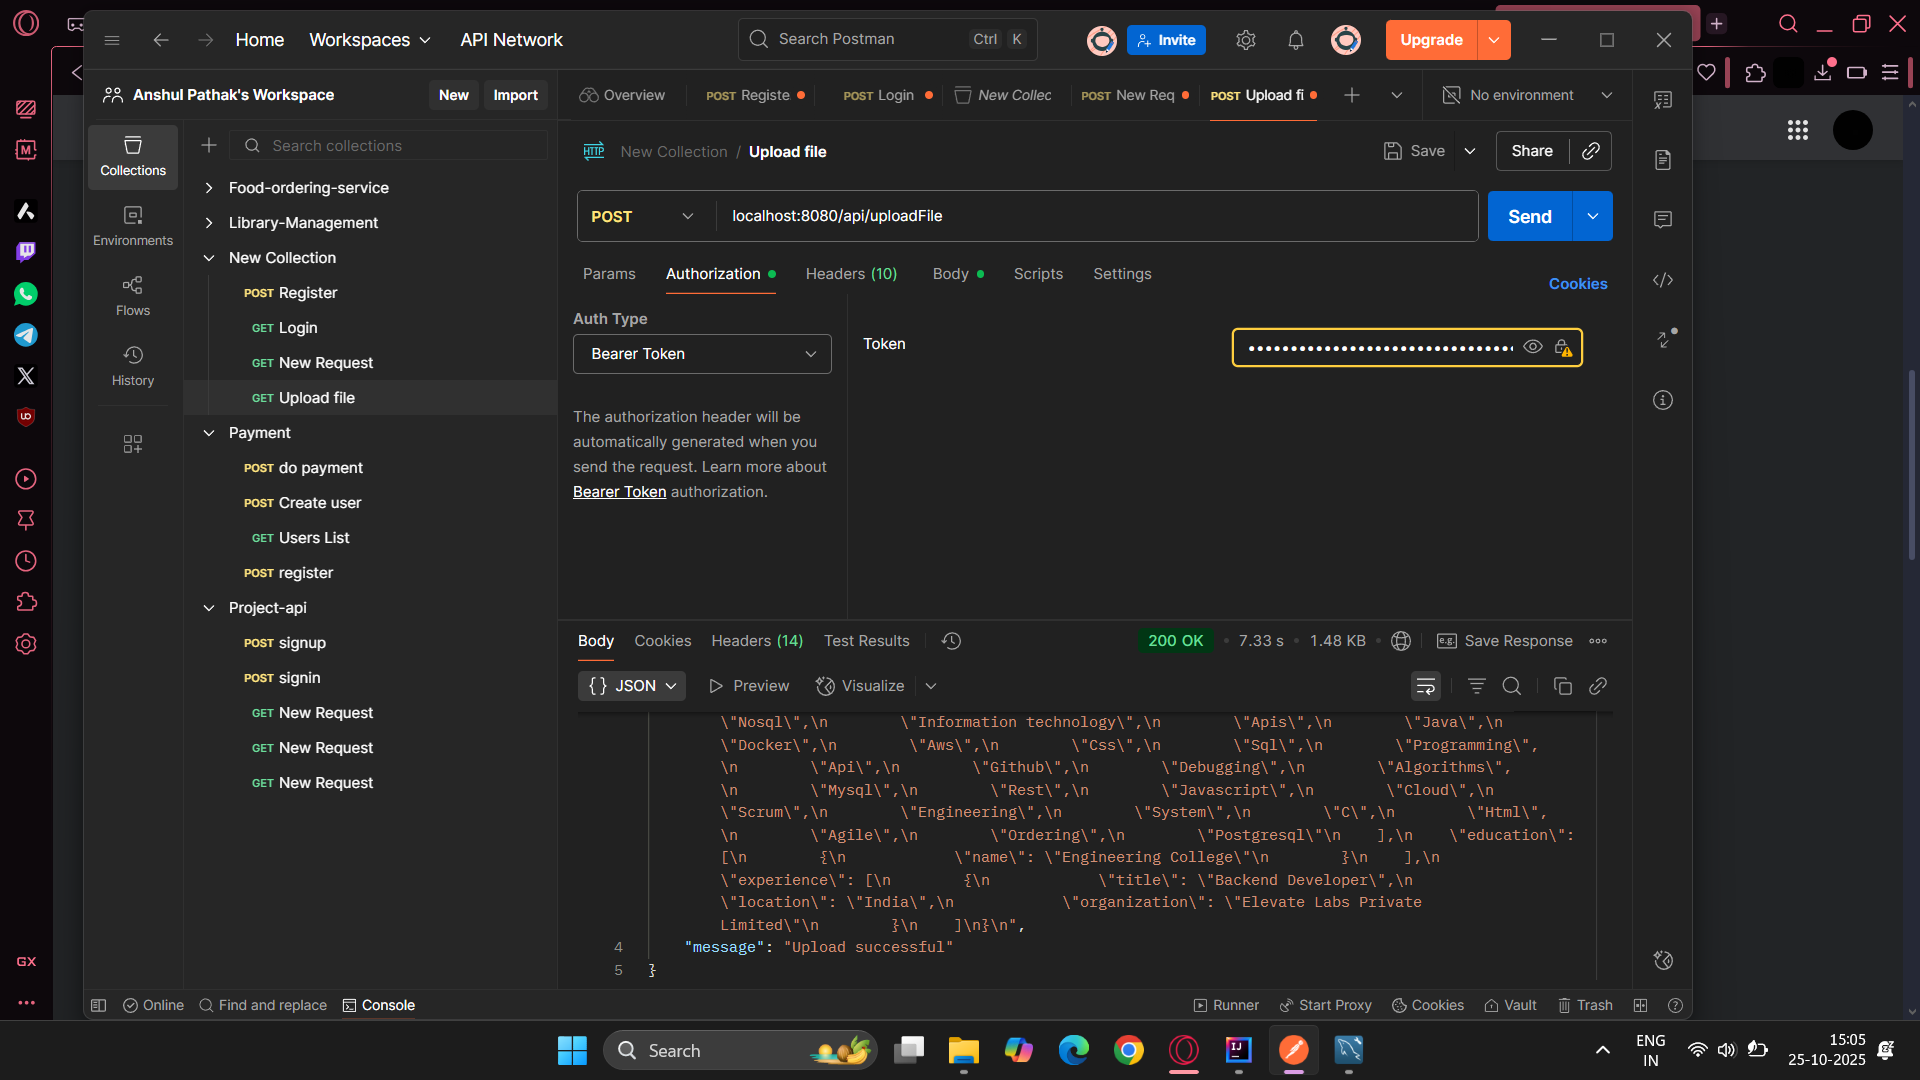 Home
Workspaces
API Network
Search Postman
Ctrl K
Invite
Upgrade
Anshul Pathak's Workspace
New
Import
Overview
POST Registe
POST Login
New Collec
POST New Req
POST Upload fi
No environment
Collections
Environments
Flows
History
Search collections
Food-ordering-service
Library-Management
New Collection
POST Register
GET Login
GET New Request
GET Upload file
Payment
POST do payment
POST Create user
GET Users List
POST register
Project-api
POST signup
POST signin
GET New Request
GET New Request
GET New Request
HTTP
New Collection / Upload file
Save
Share
POST
localhost:8080/api/uploadFile
Send
Params
Authorization
Headers (10)
Body
Scripts
Settings
Cookies
Auth Type
Bearer Token
The authorization header will be
automatically generated when you
send the request. Learn more about
Bearer Token authorization.
Token
Body
Cookies
Headers (14)
Test Results
200 OK
7.33 s
1.48 KB
e.g.
Save Response
{} JSON
Preview
Visualize
\"Nosql\",\n \"Information technology\",\n \"Apis\",\n \"Java\",\n
\"Docker\",\n \"Aws\",\n \"Css\",\n \"Sql\",\n \"Programming\",
\n \"Api\",\n \"Github\",\n \"Debugging\",\n \"Algorithms\",
\n \"Mysql\",\n \"Rest\",\n \"Javascript\",\n \"Cloud\",\n
\"Scrum\",\n \"Engineering\",\n \"System\",\n \"C\",\n \"Html\",
\n \"Agile\",\n \"Ordering\",\n \"Postgresql\"\n ],\n \"education\":
[\n {\n \"name\": \"Engineering College\"\n }\n ],\n
\"experience\": [\n {\n \"title\": \"Backend Developer\",\n
\"location\": \"India\",\n \"organization\": \"Elevate Labs Private
Limited\"\n }\n ]\n}\n",
4 "message": "Upload successful"
5 }
Online
Find and replace
Console
Runner
Start Proxy
Cookies
Vault
Trash
GX
Search
IJ
ENG
IN
15:05
25-10-2025